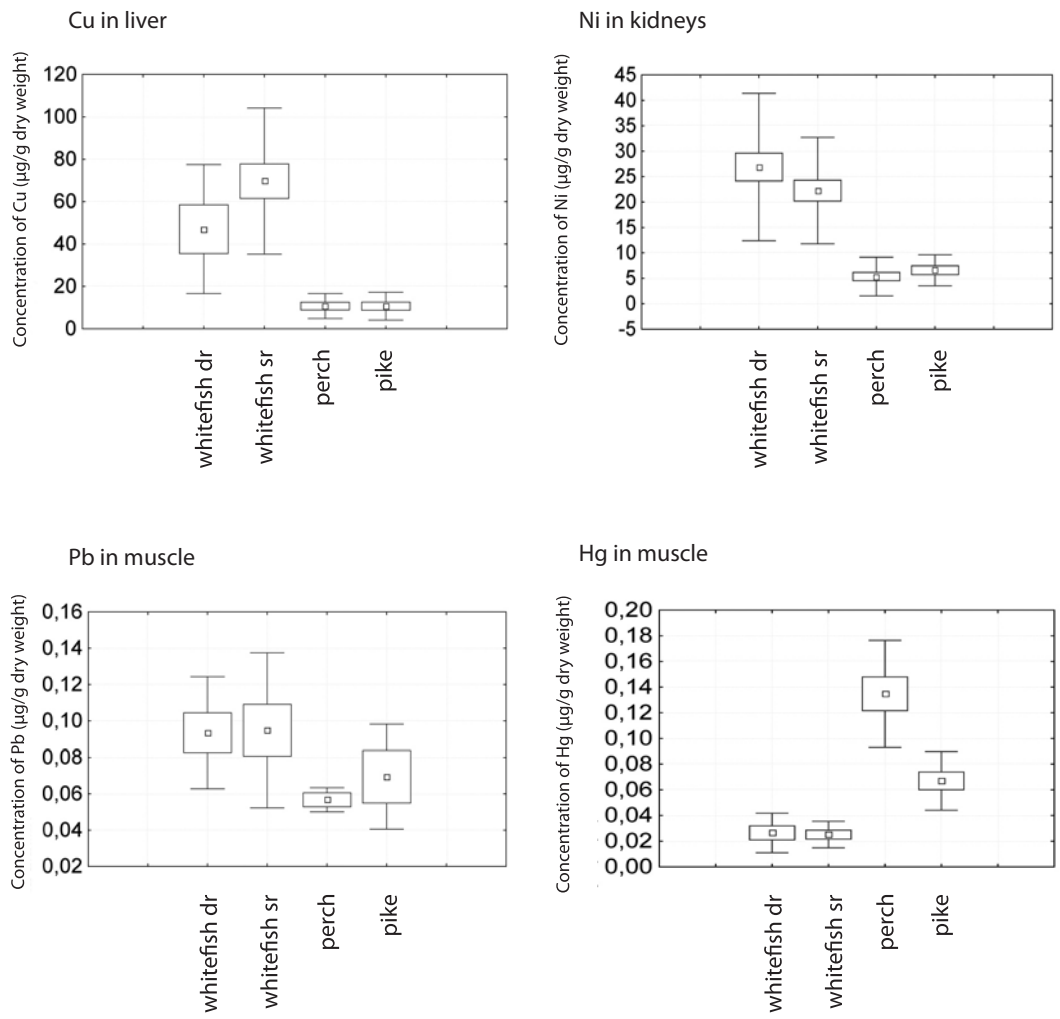 Cu in liver
Concentration of Cu (µg/g dry weight)
120
100
80
60
40
20
0
whitefish dr
whitefish sr
perch
pike
Ni in kidneys
Concentration of Ni (µg/g dry weight)
45
40
35
30
25
20
15
10
5
0
-5
whitefish dr
whitefish sr
perch
pike
Pb in muscle
Concentration of Pb (µg/g dry weight)
0,16
0,14
0,12
0,10
0,08
0,06
0,04
0,02
whitefish dr
whitefish sr
perch
pike
Hg in muscle
Concentration of Hg (µg/g dry weight)
0,20
0,18
0,16
0,14
0,12
0,10
0,08
0,06
0,04
0,02
0,00
whitefish dr
whitefish sr
perch
pike